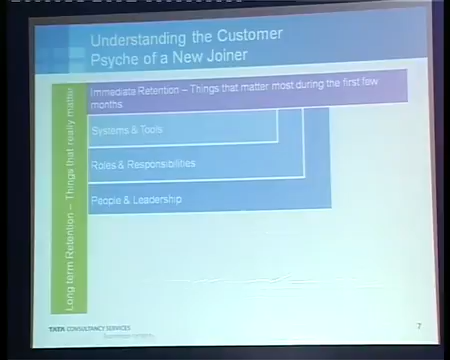 Understanding the Customer
Psyche of a New Joiner
Immediate Retention – Things that matter most during the first few
months
Long term Retention – Things that really matter
Systems & Tools
Roles & Responsibilities
People & Leadership
TATA CONSULTANCY SERVICES
7